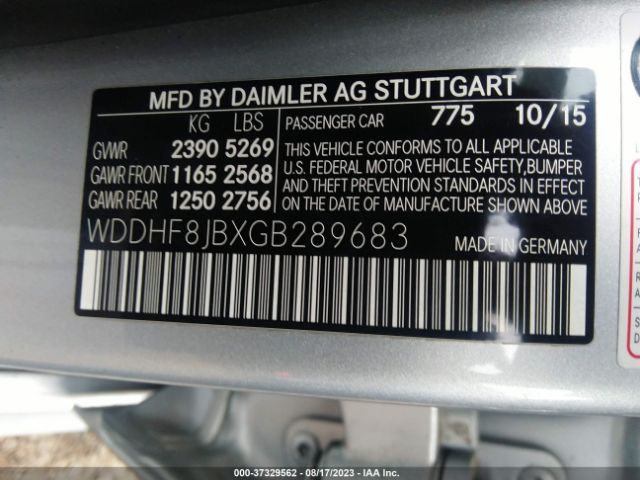 MFD BY DAIMLER AG STUTTGART
KG LBS
GVWR 2390 5269
GAWR FRONT 1165 2568
GAWR REAR 1250 2756
PASSENGER CAR 775 10/15
THIS VEHICLE CONFORMS TO ALL APPLICABLE
U.S. FEDERAL MOTOR VEHICLE SAFETY,BUMPER
AND THEFT PREVENTION STANDARDS IN EFFECT
ON THE DATE OF MANUFACTURE SHOWN ABOVE
WDDHF8JBXGB289683 MADE IN GERMANY
000-37329562 - 08/17/2023 - IAA Inc.